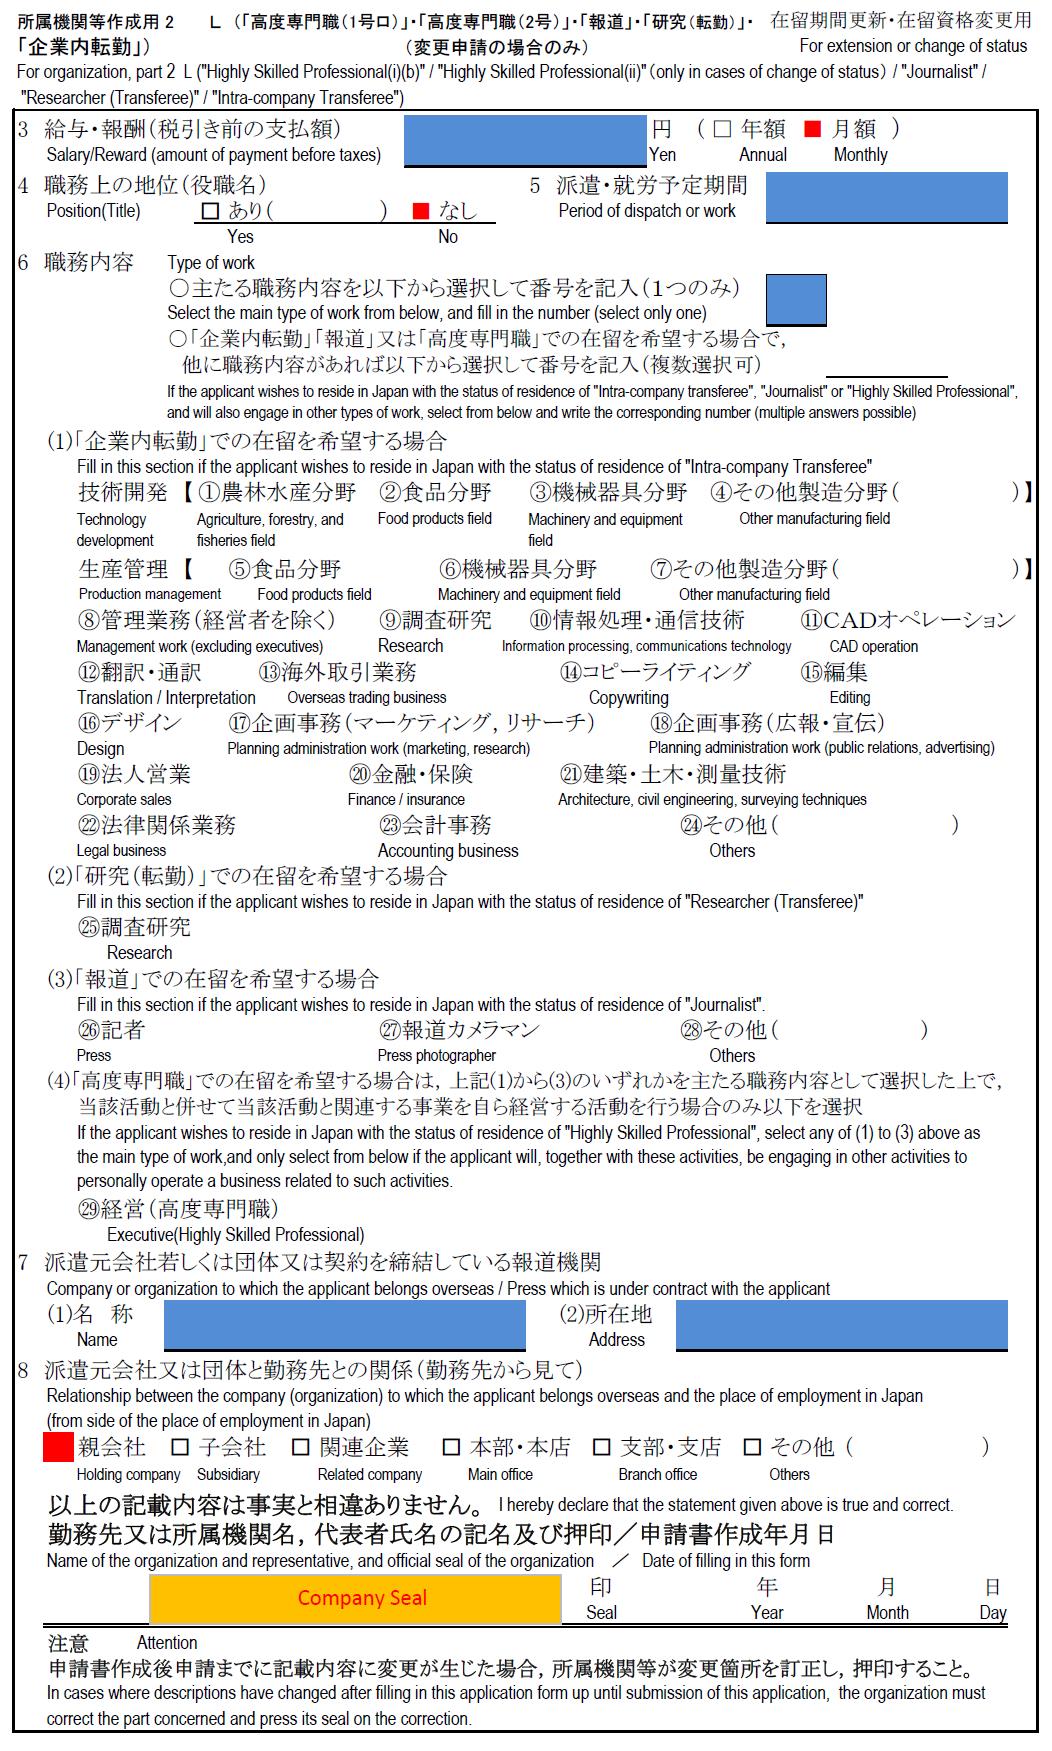 所属機関等作成用 2　L （「高度専門職（1号ロ）」・「高度専門職（2号）」・「報道」・「研究（転勤）」・　在留期間更新・在留資格変更用
「企業内転勤」）　（変更申請の場合のみ）　For extension or change of status
For organization, part 2 L ("Highly Skilled Professional(i)(b)" / "Highly Skilled Professional(ii)" (only in cases of change of status) / "Journalist" /
"Researcher (Transferee)" / "Intra-company Transferee")
3 給与・報酬（税引き前の支払額）　円 （ □ 年額 ■ 月額 ）
Salary/Reward (amount of payment before taxes) Yen Annual Monthly
4 職務上の地位（役職名）　5 派遣・就労予定期間
Position(Title) □ あり（　　　） ■ なし Period of dispatch or work
Yes No
6 職務内容 Type of work
○主たる職務内容を以下から選択して番号を記入（１つのみ）
Select the main type of work from below, and fill in the number (select only one)
○「企業内転勤」「報道」又は「高度専門職」での在留を希望する場合で，
他に職務内容があれば以下から選択して番号を記入（複数選択可）
If the applicant wishes to reside in Japan with the status of residence of "Intra-company transferee", "Journalist" or "Highly Skilled Professional",
and will also engage in other types of work, select from below and write the corresponding number (multiple answers possible)
(1)「企業内転勤」での在留を希望する場合
Fill in this section if the applicant wishes to reside in Japan with the status of residence of "Intra-company Transferee"
技術開発 【 ①農林水産分野 ②食品分野 ③機械器具分野 ④その他製造分野（　　　）】
Technology Agriculture, forestry, and Food products field Machinery and equipment Other manufacturing field
development fisheries field field
生産管理 【 ⑤食品分野 ⑥機械器具分野 ⑦その他製造分野（　　　）】
Production management Food products field Machinery and equipment field Other manufacturing field
⑧管理業務（経営者を除く） ⑨調査研究 ⑩情報処理・通信技術 ⑪CADオペレーション
Management work (excluding executives) Research Information processing, communications technology CAD operation
⑫翻訳・通訳 ⑬海外取引業務 ⑭コピーライティング ⑮編集
Translation / Interpretation Overseas trading business Copywriting Editing
⑯デザイン ⑰企画事務（マーケティング，リサーチ） ⑱企画事務（広報・宣伝）
Design Planning administration work (marketing, research) Planning administration work (public relations, advertising)
⑲法人営業 ⑳金融・保険 ㉑建築・土木・測量技術
Corporate sales Finance / insurance Architecture, civil engineering, surveying techniques
㉒法律関係業務 ㉓会計事務 ㉔その他（　　　）
Legal business Accounting business Others
(2)「研究（転勤）」での在留を希望する場合
Fill in this section if the applicant wishes to reside in Japan with the status of residence of "Researcher (Transferee)"
㉕調査研究
Research
(3)「報道」での在留を希望する場合
Fill in this section if the applicant wishes to reside in Japan with the status of residence of "Journalist".
㉖記者 ㉗報道カメラマン ㉘その他（　　　）
Press Press photographer Others
(4)「高度専門職」での在留を希望する場合は，上記(1)から(3)のいずれかを主たる職務内容として選択した上で，
当該活動と併せて当該活動と関連する事業を自ら経営する活動を行う場合のみ以下を選択
If the applicant wishes to reside in Japan with the status of residence of "Highly Skilled Professional", select any of (1) to (3) above as
the main type of work,and only select from below if the applicant will, together with these activities, be engaging in other activities to
personally operate a business related to such activities.
㉙経営（高度専門職）
Executive(Highly Skilled Professional)
7 派遣元会社若しくは団体又は契約を締結している報道機関
Company or organization to which the applicant belongs overseas / Press which is under contract with the applicant
(1)名 称 (2)所在地
Name Address
8 派遣元会社又は団体と勤務先との関係（勤務先から見て）
Relationship between the company (organization) to which the applicant belongs overseas and the place of employment in Japan
(from side of the place of employment in Japan)
■ 親会社 □ 子会社 □ 関連企業 □ 本部・本店 □ 支部・支店 □ その他 （　　　）
Holding company Subsidiary Related company Main office Branch office Others
以上の記載内容は事実と相違ありません。 I hereby declare that the statement given above is true and correct.
勤務先又は所属機関名，代表者氏名の記名及び押印／申請書作成年月日
Name of the organization and representative, and official seal of the organization ／ Date of filling in this form
Company Seal 印 年 月 日
Seal Year Month Day
注意 Attention
申請書作成後申請までに記載内容に変更が生じた場合，所属機関等が変更箇所を訂正し，押印すること。
In cases where descriptions have changed after filling in this application form up until submission of this application, the organization must
correct the part concerned and press its seal on the correction.